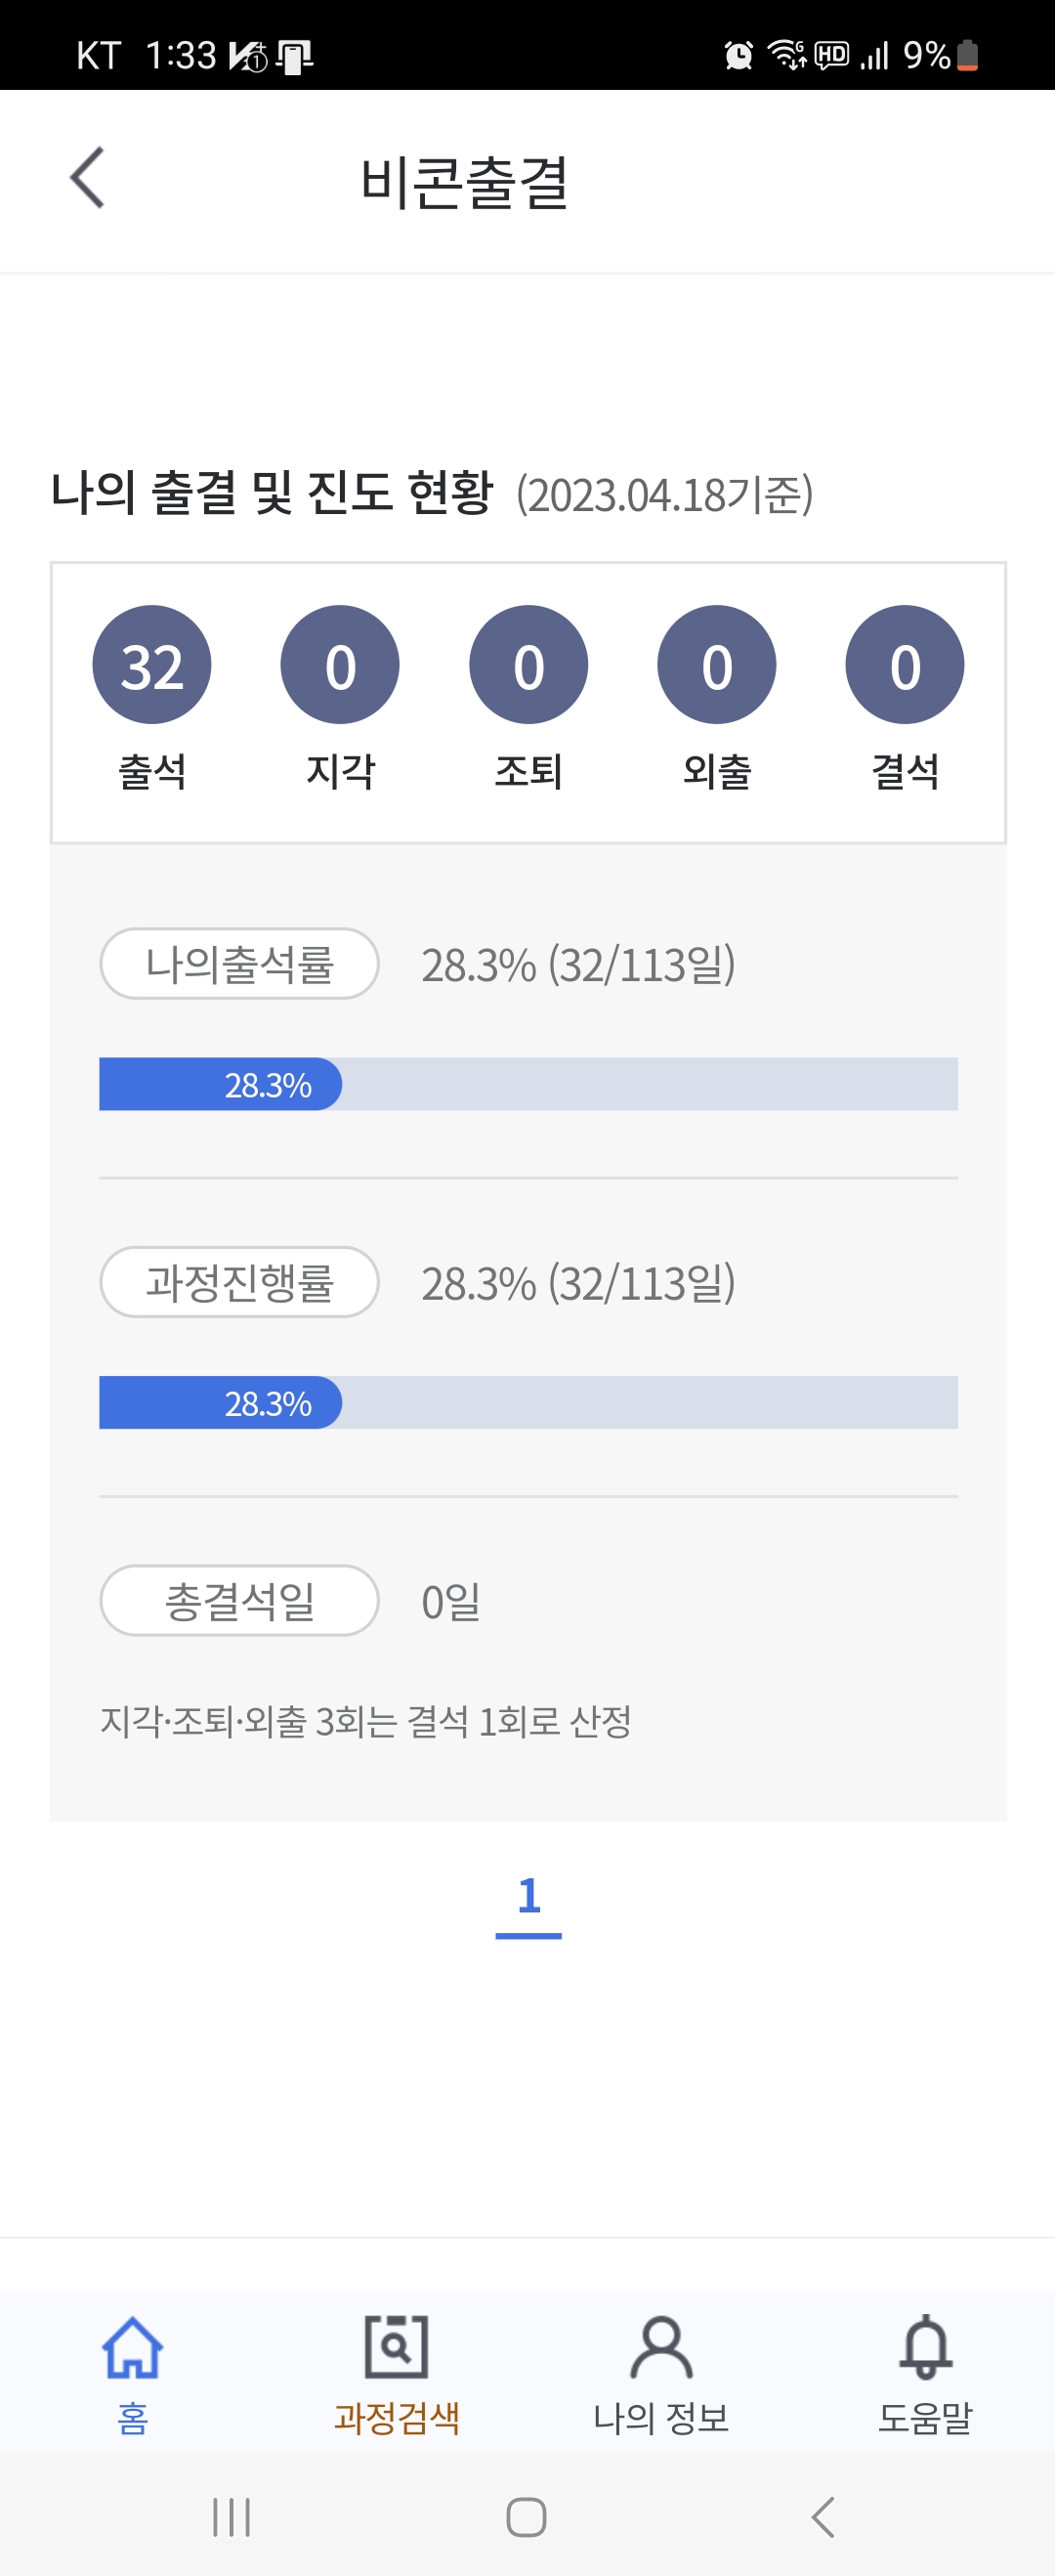 KT 1:33
HD 9%
비콘출결
나의 출결 및 진도 현황 (2023.04.18기준)
32 0 0 0 0
출석 지각 조퇴 외출 결석
나의출석률 28.3% (32/113일)
28.3%
과정진행률 28.3% (32/113일)
28.3%
총결석일 0일
지각·조퇴·외출 3회는 결석 1회로 산정
1
홈 과정검색 나의 정보 도움말